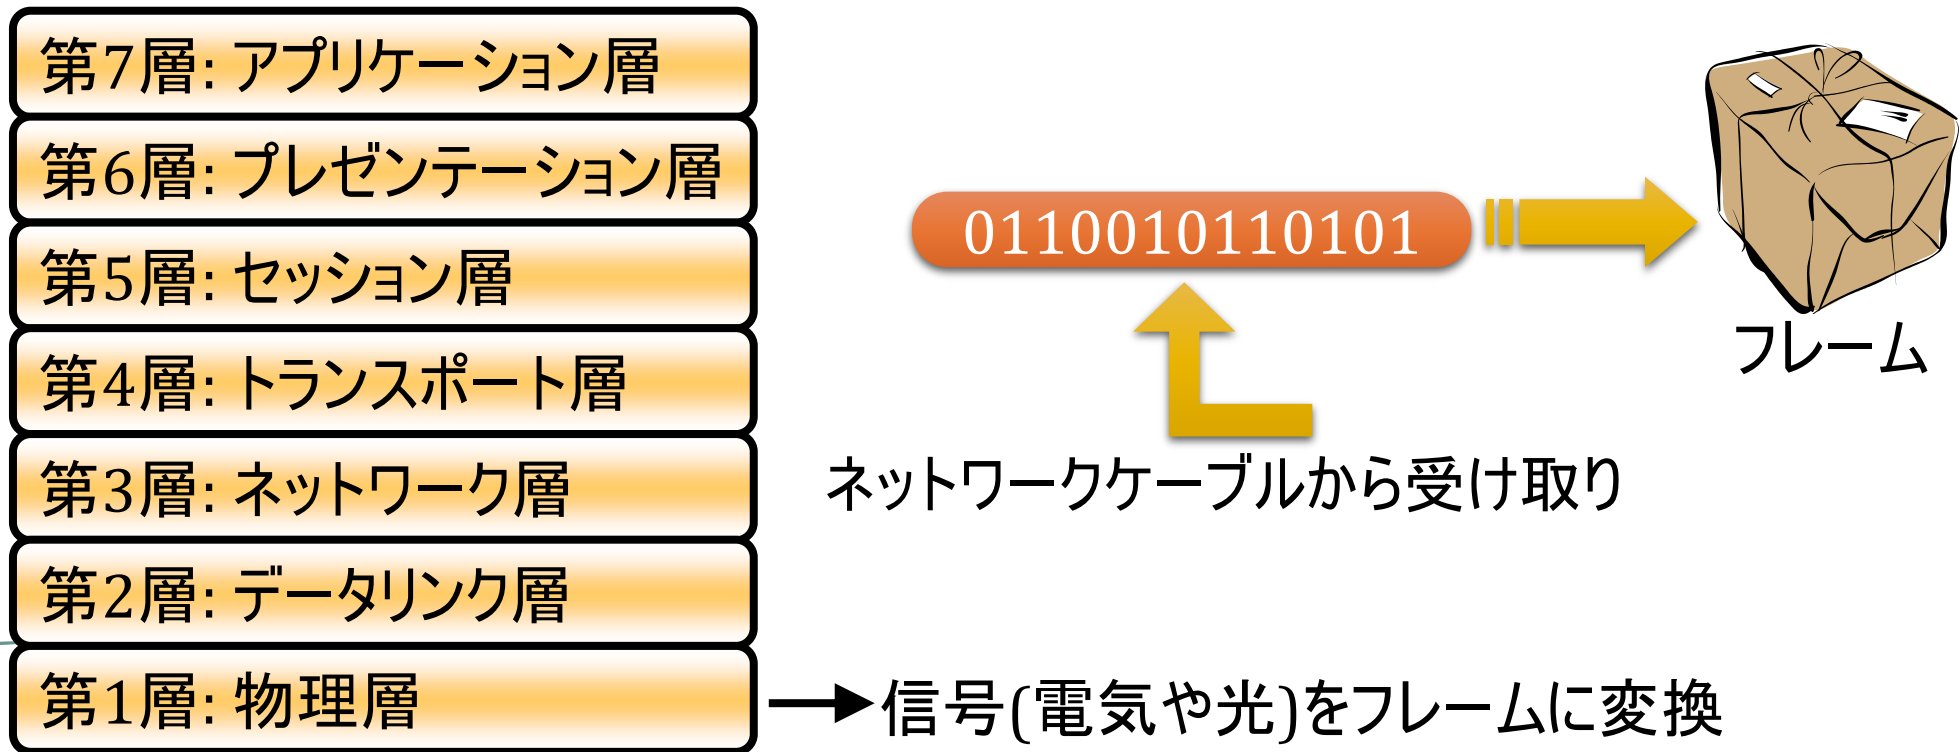 第7層: アプリケーション層
第6層: プレゼンテーション層
第5層: セッション層
第4層: トランスポート層
第3層: ネットワーク層
第2層: データリンク層
第1層: 物理層
0110010110101
フレーム
ネットワークケーブルから受け取り
信号(電気や光)をフレームに変換